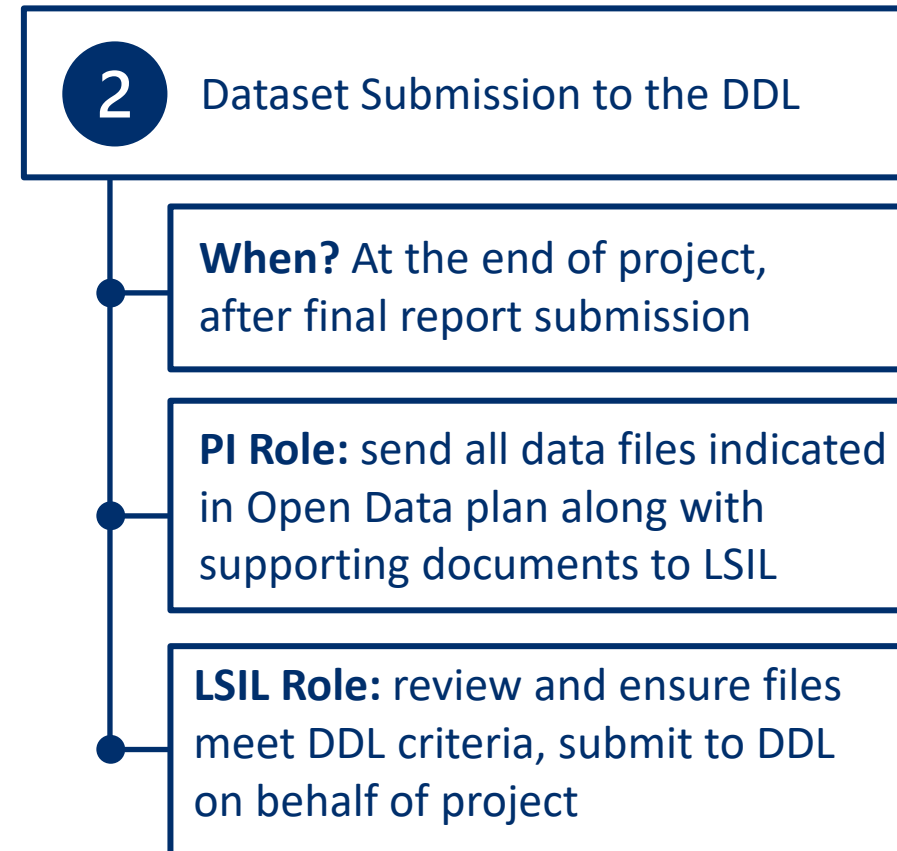 2
Dataset Submission to the DDL
When? At the end of project,
after final report submission
PI Role: send all data files indicated
in Open Data plan along with
supporting documents to LSIL
LSIL Role: review and ensure files
meet DDL criteria, submit to DDL
on behalf of project